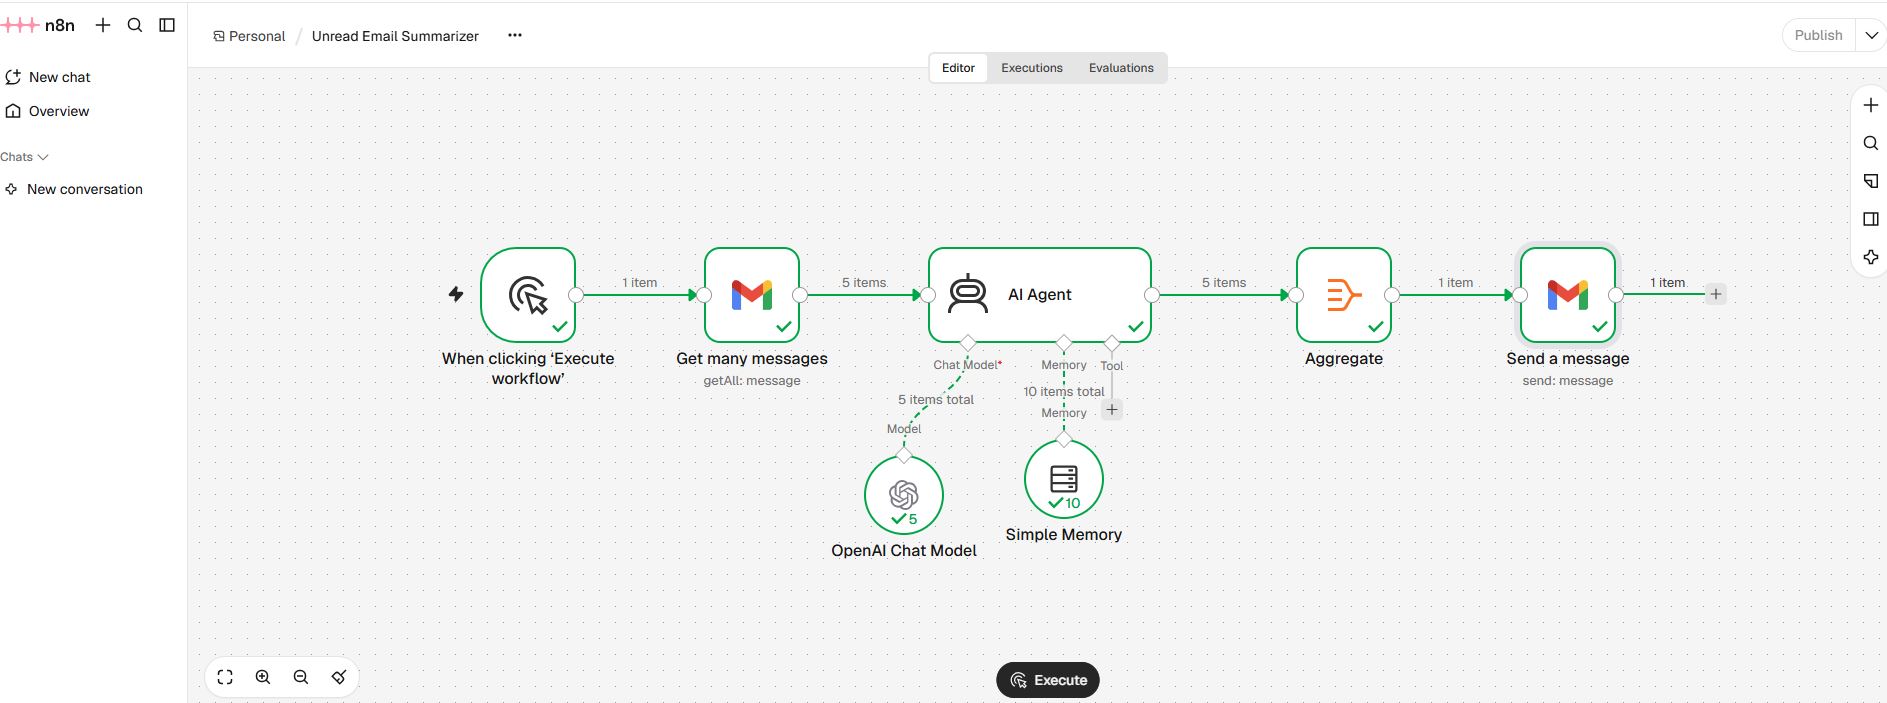 n8n
Personal / Unread Email Summarizer ...
Publish
Editor Executions Evaluations
New chat
Overview
Chats
New conversation
1 item
5 items
AI Agent
5 items
1 item
1 item
When clicking ‘Execute
workflow’
Get many messages
getAll: message
Chat Model*
Memory
Tool
Aggregate
Send a message
send: message
5 items total
10 items total
Model
Memory
5
OpenAI Chat Model
10
Simple Memory
Execute